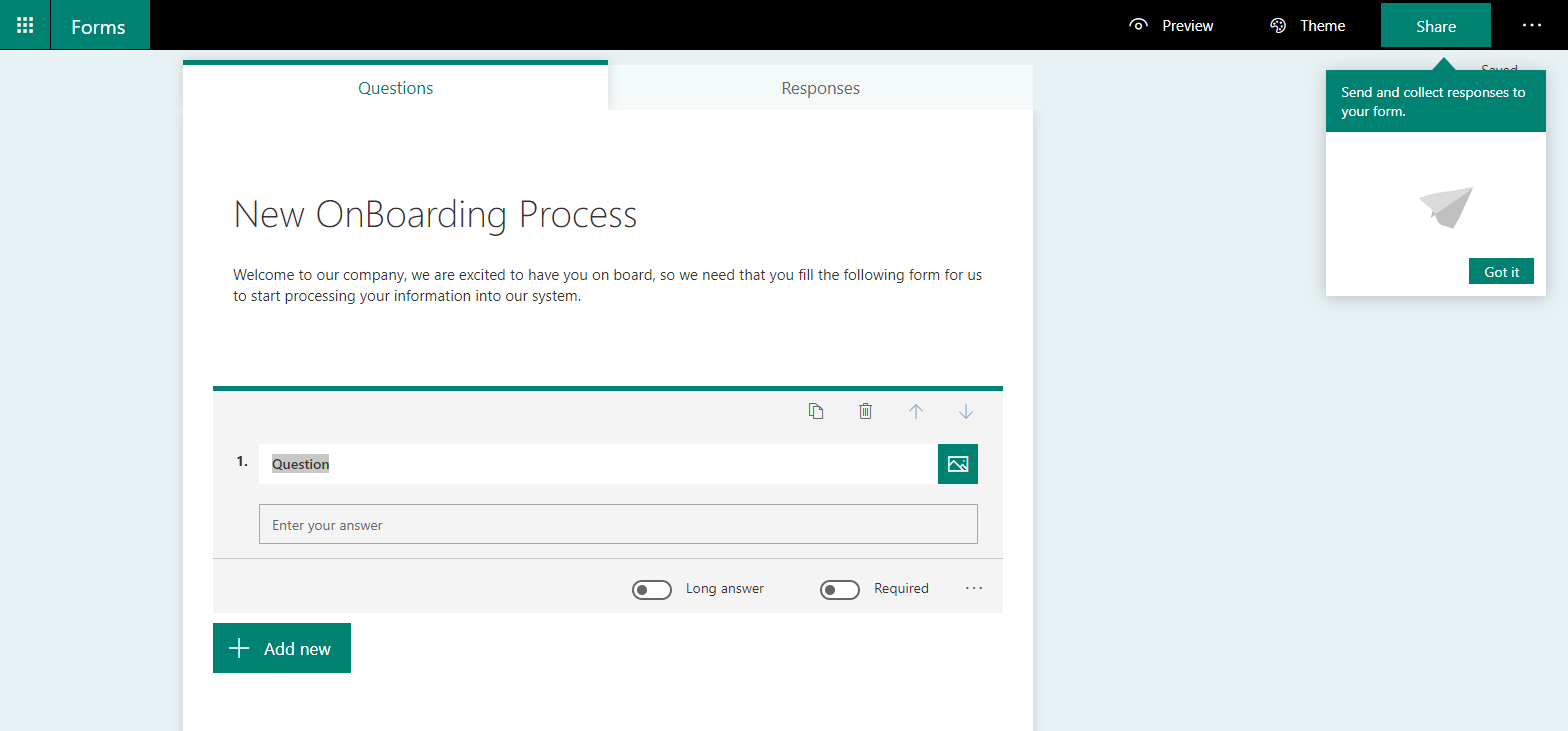 Forms
Preview
Theme
Share
...
Saved
Questions
Responses
Send and collect responses to
your form.
Got it
New OnBoarding Process
Welcome to our company, we are excited to have you on board, so we need that you fill the following form for us
to start processing your information into our system.
1.
Question
Enter your answer
Long answer
Required
...
Add new